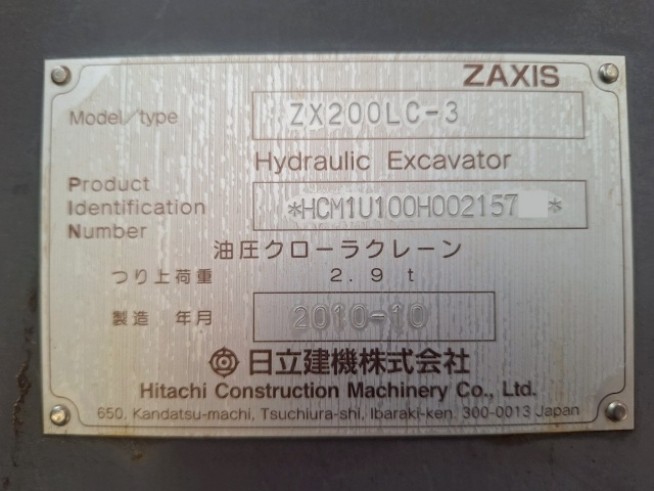 ZAXIS
Model/type ZX200LC-3
Hydraulic Excavator
Product
Identification *HCM1U100H002157 *
Number
油圧クローラクレーン
つり上荷重 2.9 t
製造 年月 2010-10
日立建機株式会社
Hitachi Construction Machinery Co., Ltd.
650, Kandatsu-machi, Tsuchiura-shi, Ibaraki-ken, 300-0013 Japan